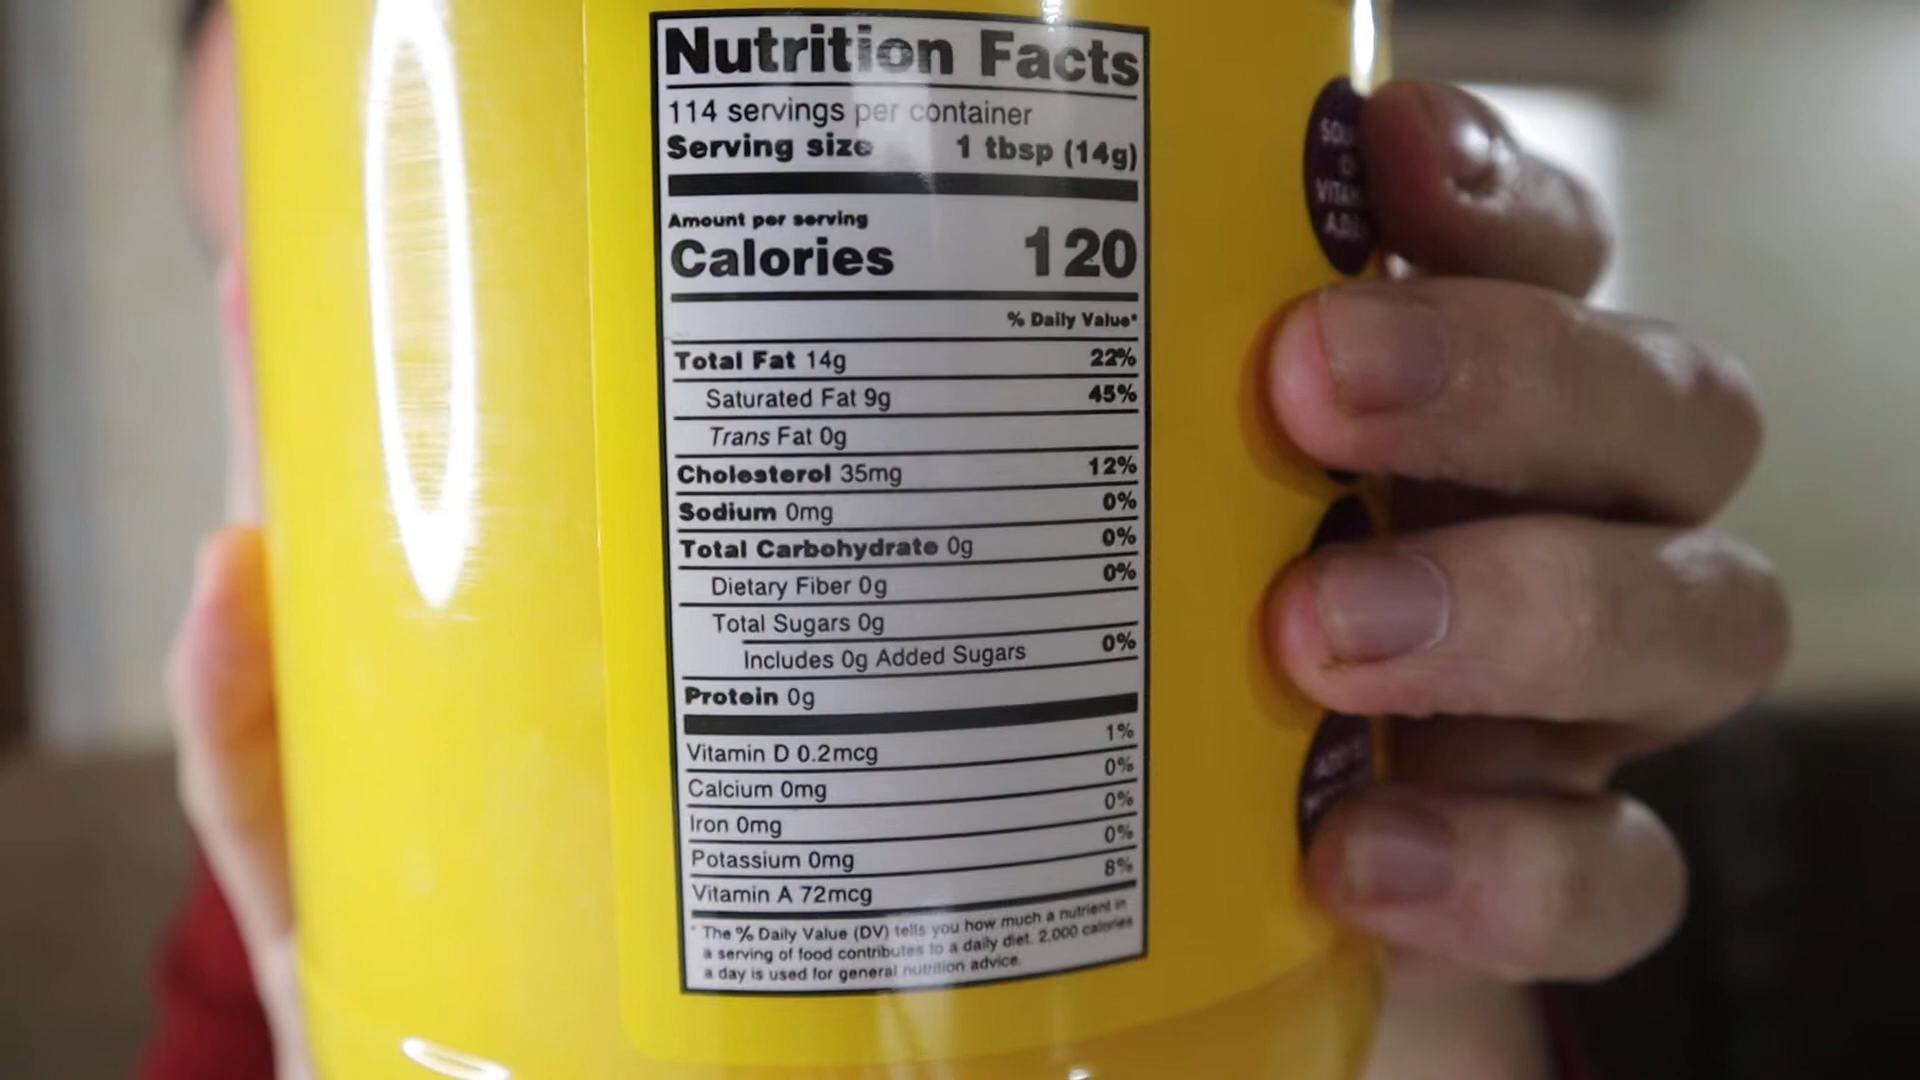 Nutrition Facts
114 servings per container
Serving size 1 tbsp (14g)
Amount per serving
Calories 120
% Daily Value*
Total Fat 14g 22%
Saturated Fat 9g 45%
Trans Fat 0g
Cholesterol 35mg 12%
Sodium 0mg 0%
Total Carbohydrate 0g 0%
Dietary Fiber 0g 0%
Total Sugars 0g
Includes 0g Added Sugars 0%
Protein 0g
Vitamin D 0.2mcg 1%
Calcium 0mg 0%
Iron 0mg 0%
Potassium 0mg 0%
Vitamin A 72mcg 8%
* The % Daily Value (DV) tells you how much a nutrient in
a serving of food contributes to a daily diet. 2,000 calories
a day is used for general nutrition advice.